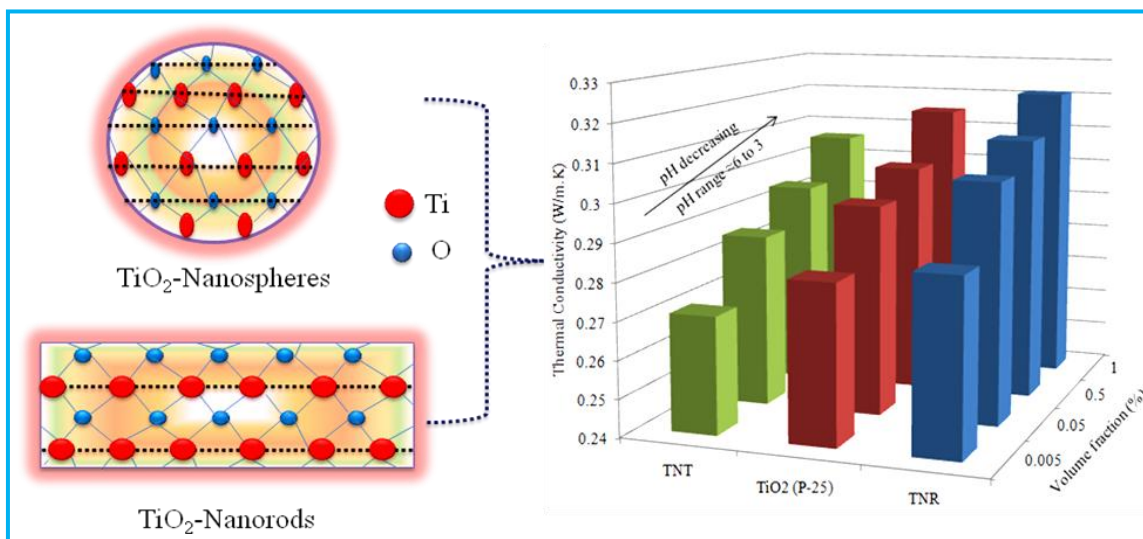 Ti
O
TiO₂-Nanospheres
TiO₂-Nanorods
Thermal Conductivity (W/m. K)
0.33
0.32
0.31
0.3
0.29
0.28
0.27
0.26
0.25
0.24
pH decreasing
pH range ~6 to 3
TNT
TiO2 (P-25)
TNR
0.005
0.05
0.5
1
Volume fraction (%)